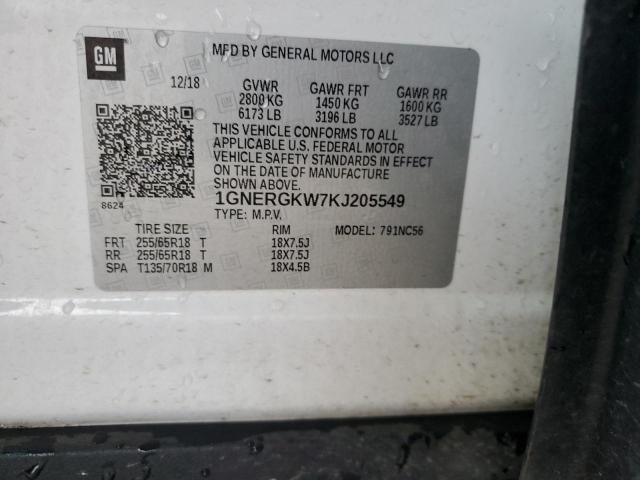 GM
MFD BY GENERAL MOTORS LLC
12/18 GVWR GAWR FRT GAWR RR
2800 KG 1450 KG 1600 KG
6173 LB 3196 LB 3527 LB
THIS VEHICLE CONFORMS TO ALL
APPLICABLE U.S. FEDERAL MOTOR
VEHICLE SAFETY STANDARDS IN EFFECT
ON THE DATE OF MANUFACTURE
SHOWN ABOVE.
8624 1GNERGKW7KJ205549
TYPE: M.P.V.
TIRE SIZE RIM MODEL: 791NC56
FRT 255/65R18 T 18X7.5J
RR 255/65R18 T 18X7.5J
SPA T135/70R18 M 18X4.5B